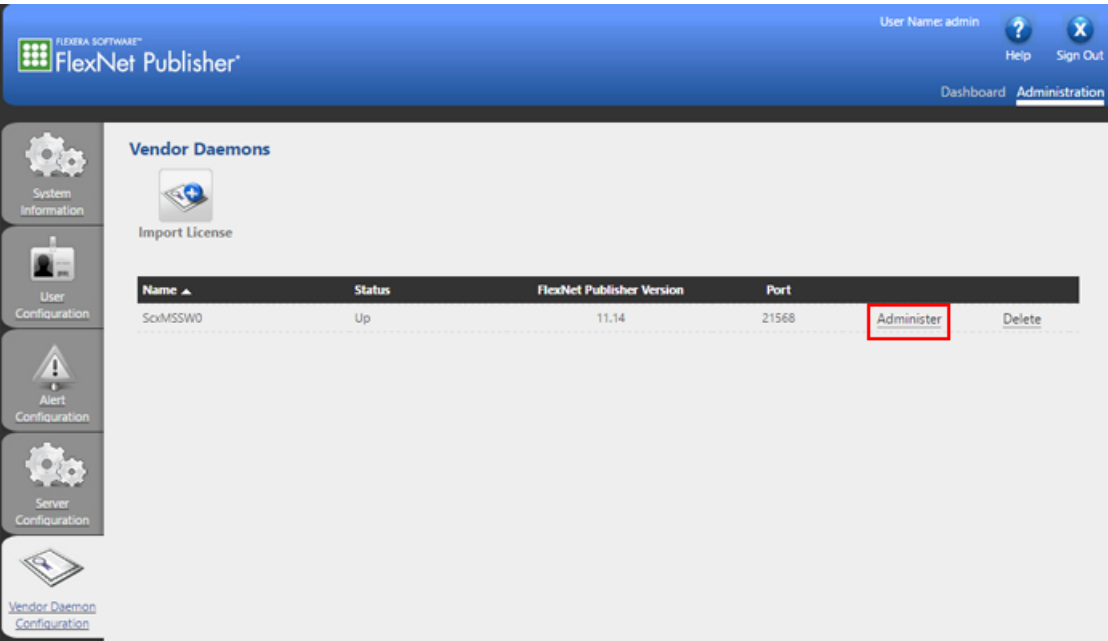 User Name: admin
FLEXERA SOFTWARE™
FlexNet Publisher®
Help
Sign Out
Dashboard
Administration
System
Information
User
Configuration
Alert
Configuration
Server
Configuration
Vendor Daemon
Configuration
Vendor Daemons
Import License
Name Status FlexNet Publisher Version Port
ScxMSSW0 Up 11.14 21568 Administer Delete